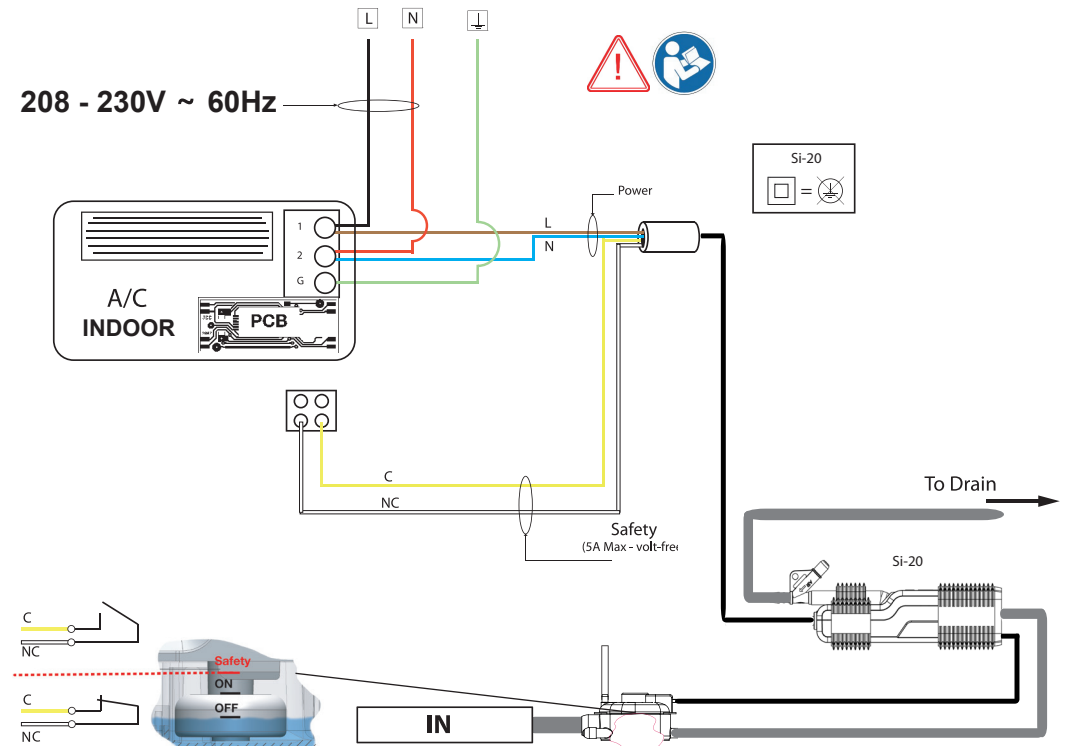 L N
208 - 230V ~ 60Hz
Si-20
=
Power
L
N
1
2
G
A/C
INDOOR
PCB
C
NC
Safety
(5A Max - volt-free
To Drain
Si-20
C
NC
Safety
ON
OFF
C
NC
IN